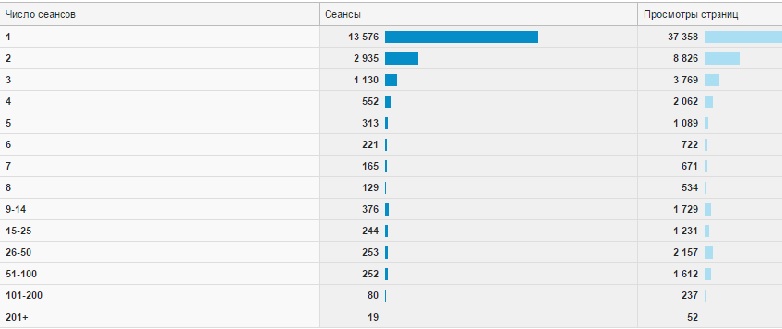 Число сеансов Сеансы Просмотры страниц
1 13 576 37 358
2 2 935 8 826
3 1 130 3 769
4 552 2 062
5 313 1 089
6 221 722
7 165 671
8 129 534
9-14 376 1 729
15-25 244 1 231
26-50 253 2 157
51-100 252 1 612
101-200 80 237
201+ 19 52